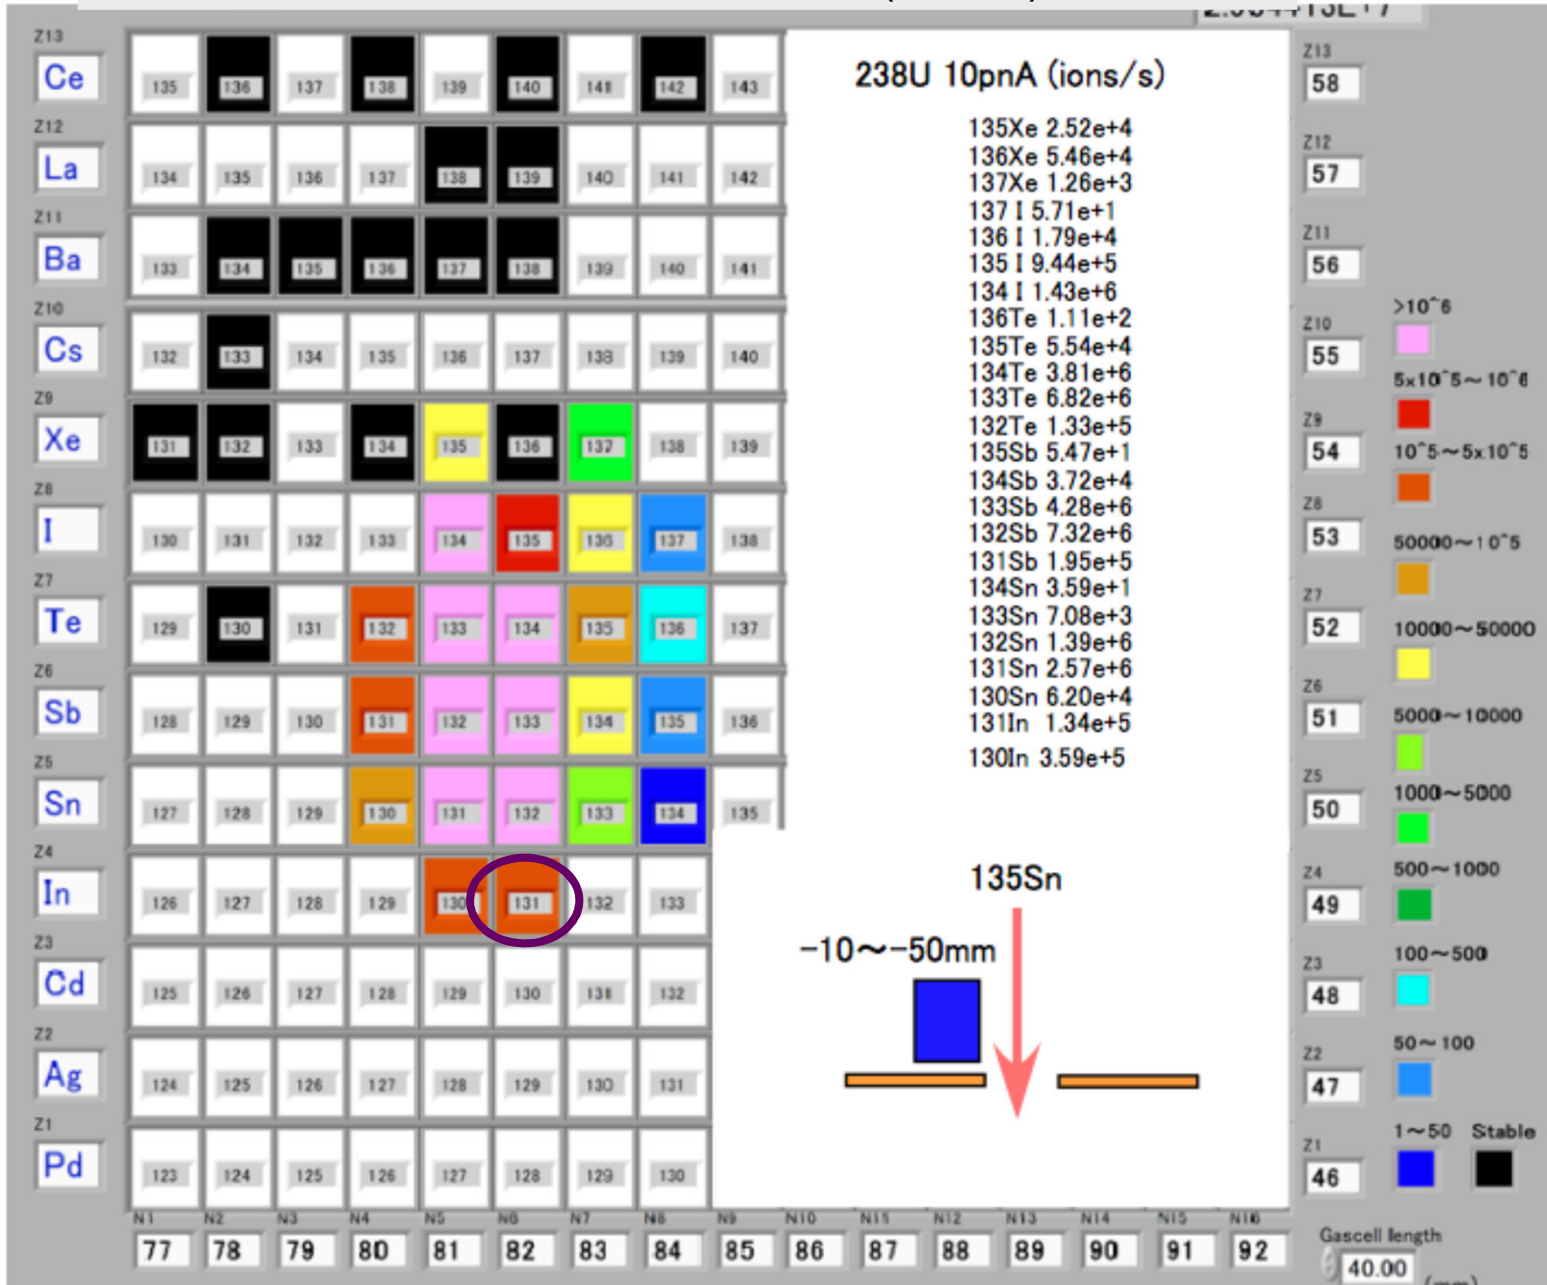 Z13
Ce 135 136 137 138 139 140 141 142 143
Z12
La 134 135 136 137 138 139 140 141 142
Z11
Ba 133 134 135 136 137 138 139 140 141
Z10
Cs 132 133 134 135 136 137 138 139 140
Z9
Xe 131 132 133 134 135 136 137 138 139
Z8
I 130 131 132 133 134 135 136 137 138
Z7
Te 129 130 131 132 133 134 135 136 137
Z6
Sb 128 129 130 131 132 133 134 135 136
Z5
Sn 127 128 129 130 131 132 133 134 135
Z4
In 126 127 128 129 130 131 132 133
Z3
Cd 125 126 127 128 129 130 131 132
Z2
Ag 124 125 126 127 128 129 130 131
Z1
Pd 123 124 125 126 127 128 129 130
N1 N2 N3 N4 N5 N6 N7 N8 N9 N10 N11 N12 N13 N14 N15 N16
77 78 79 80 81 82 83 84 85 86 87 88 89 90 91 92
238U 10pnA (ions/s)
135Xe 2.52e+4
136Xe 5.46e+4
137Xe 1.26e+3
137 I 5.71e+1
136 I 1.79e+4
135 I 9.44e+5
134 I 1.43e+6
136Te 1.11e+2
135Te 5.54e+4
134Te 3.81e+6
133Te 6.82e+6
132Te 1.33e+5
135Sb 5.47e+1
134Sb 3.72e+4
133Sb 4.28e+6
132Sb 7.32e+6
131Sb 1.95e+5
134Sn 3.59e+1
133Sn 7.08e+3
132Sn 1.39e+6
131Sn 2.57e+6
130Sn 6.20e+4
131In 1.34e+5
130In 3.59e+5
135Sn
-10～-50mm
Z13
58
Z12
57
Z11
56
Z10
55
Z9
54
Z8
53
Z7
52
Z6
51
Z5
50
Z4
49
Z3
48
Z2
47
Z1
46
>10^6
5x10^5～10^6
10^5～5x10^5
50000～10^5
10000～50000
5000～10000
1000～5000
500～1000
100～500
50～100
1～50 Stable
Gascell length
40.00